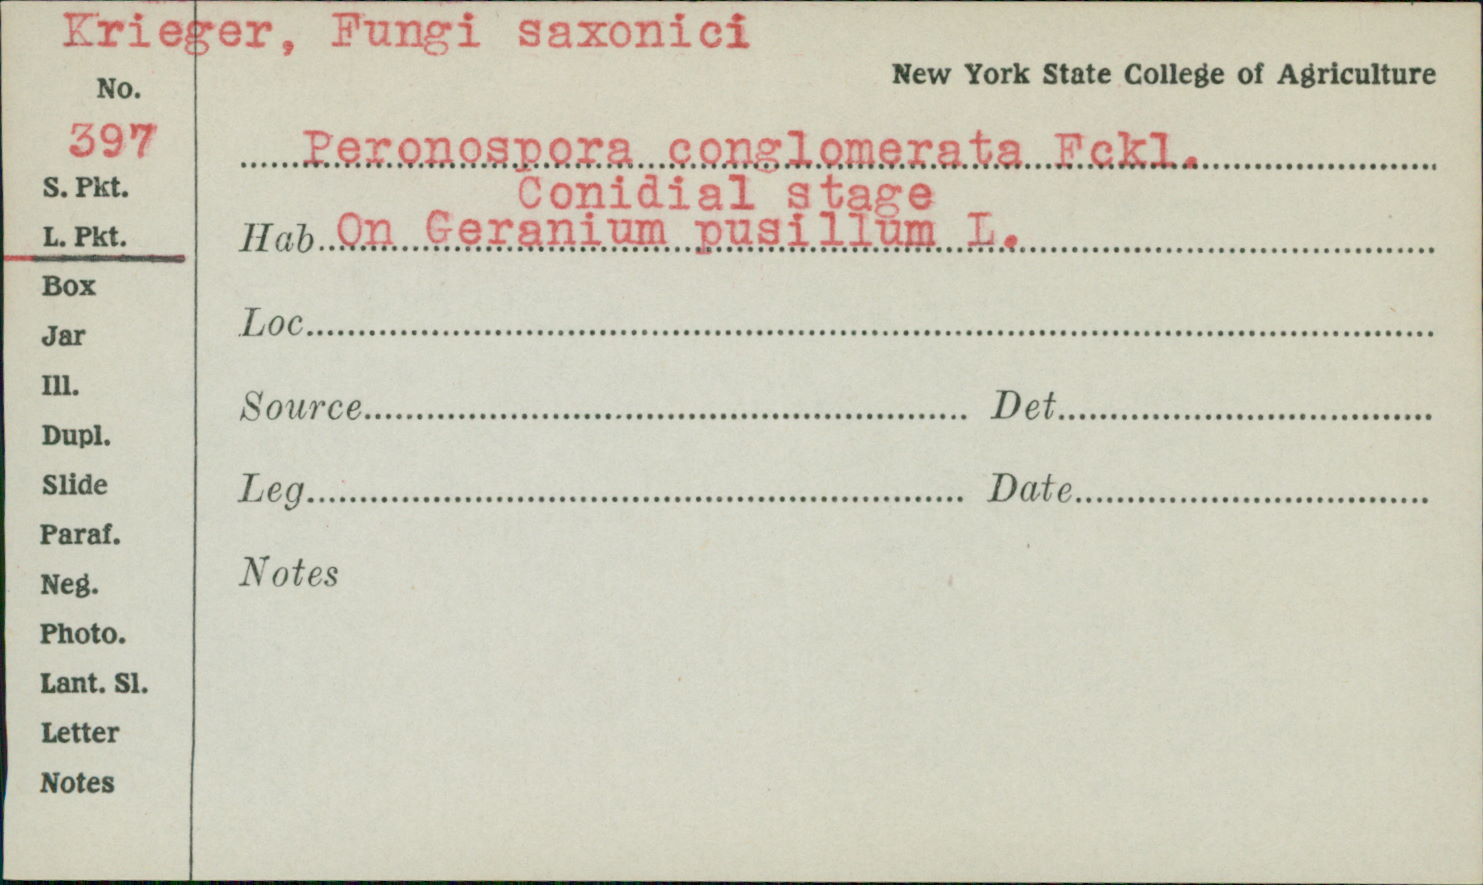 Krieger, Fungi saxonici
New York State College of Agriculture
No.
397
S. Pkt.
L. Pkt.
Box
Jar
Ill.
Dupl.
Slide
Paraf.
Neg.
Photo.
Lant. Sl.
Letter
Notes
Peronospora conglomerata Fckl.
Conidial stage
Hab. On Geranium pusillum L.
Loc.
Source. Det.
Leg. Date.
Notes